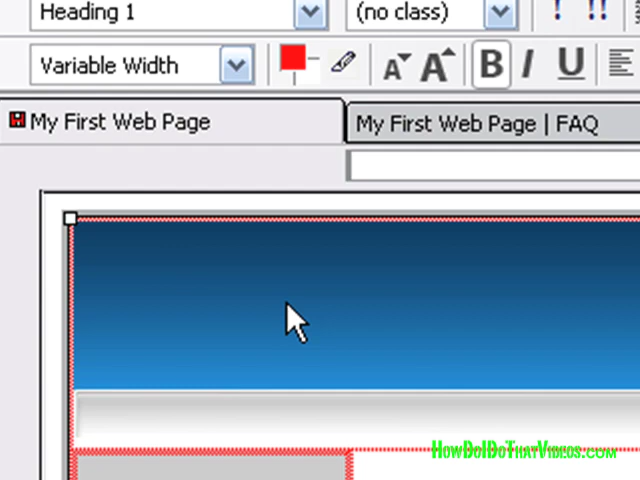 Heading 1
(no class)
! !!
Variable Width
A A B I U
My First Web Page
My First Web Page | FAQ
HowDoIDoThatVideos.com